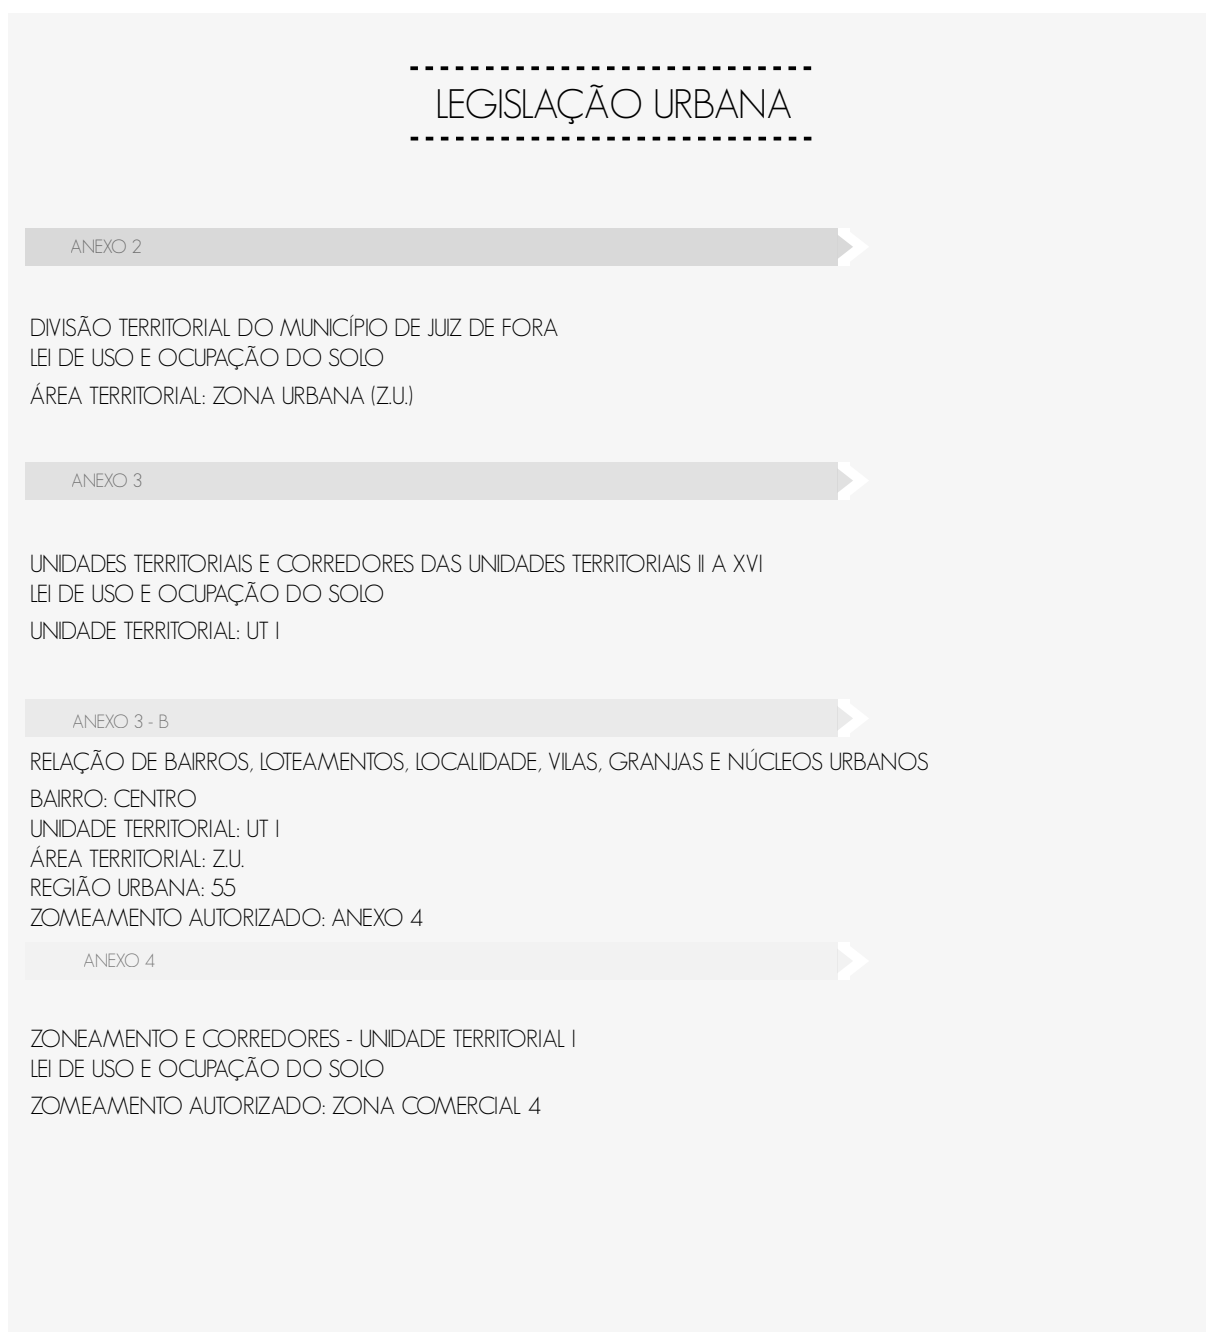 LEGISLAÇÃO URBANA
ANEXO 2
DIVISÃO TERRITORIAL DO MUNICÍPIO DE JUIZ DE FORA
LEI DE USO E OCUPAÇÃO DO SOLO
ÁREA TERRITORIAL: ZONA URBANA (Z.U.)
ANEXO 3
UNIDADES TERRITORIAIS E CORREDORES DAS UNIDADES TERRITORIAIS II A XVI
LEI DE USO E OCUPAÇÃO DO SOLO
UNIDADE TERRITORIAL: UT I
ANEXO 3 - B
RELAÇÃO DE BAIRROS, LOTEAMENTOS, LOCALIDADE, VILAS, GRANJAS E NÚCLEOS URBANOS
BAIRRO: CENTRO
UNIDADE TERRITORIAL: UT I
ÁREA TERRITORIAL: Z.U.
REGIÃO URBANA: 55
ZOMEAMENTO AUTORIZADO: ANEXO 4
ANEXO 4
ZONEAMENTO E CORREDORES - UNIDADE TERRITORIAL I
LEI DE USO E OCUPAÇÃO DO SOLO
ZOMEAMENTO AUTORIZADO: ZONA COMERCIAL 4